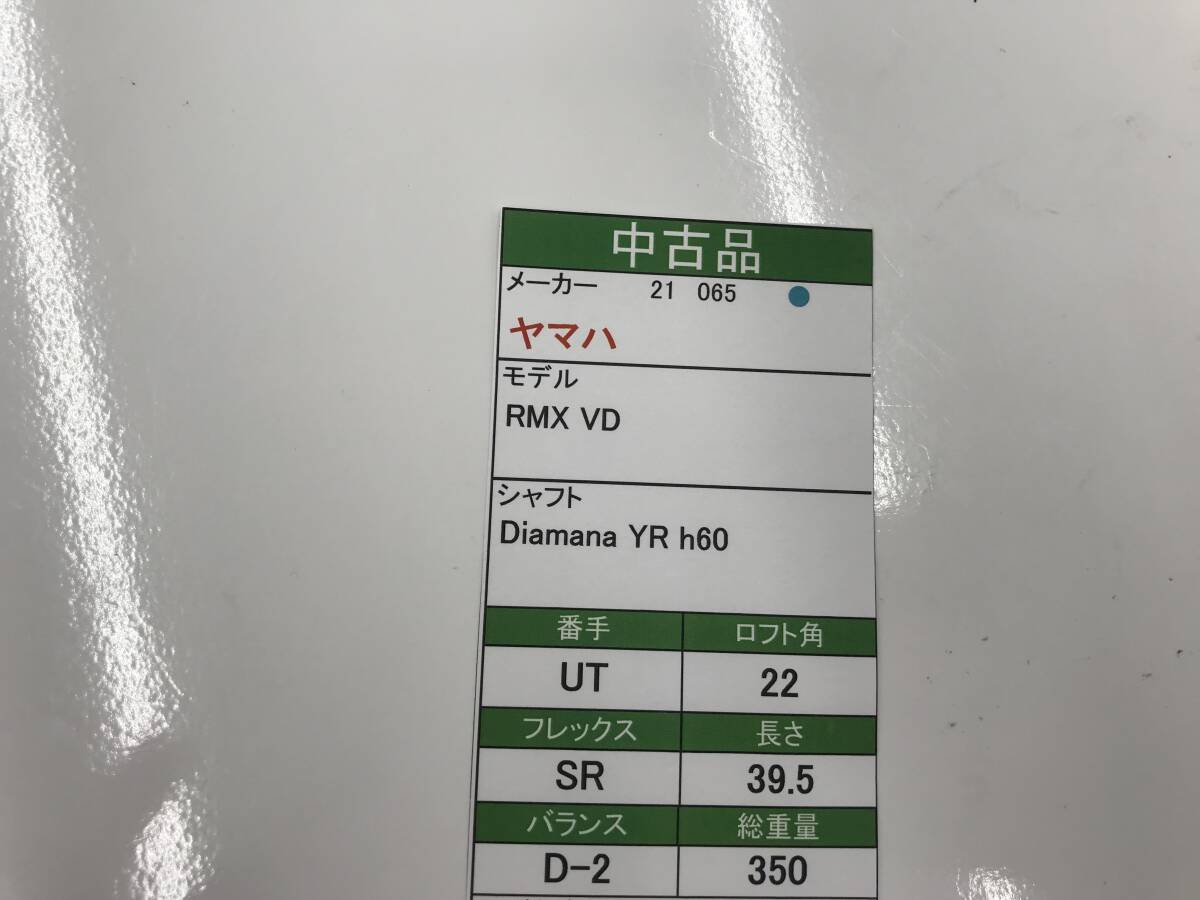 中古品
メーカー 21 065
ヤマハ
モデル
RMX VD
シャフト
Diamana YR h60
番手 ロフト角
UT 22
フレックス 長さ
SR 39.5
バランス 総重量
D-2 350